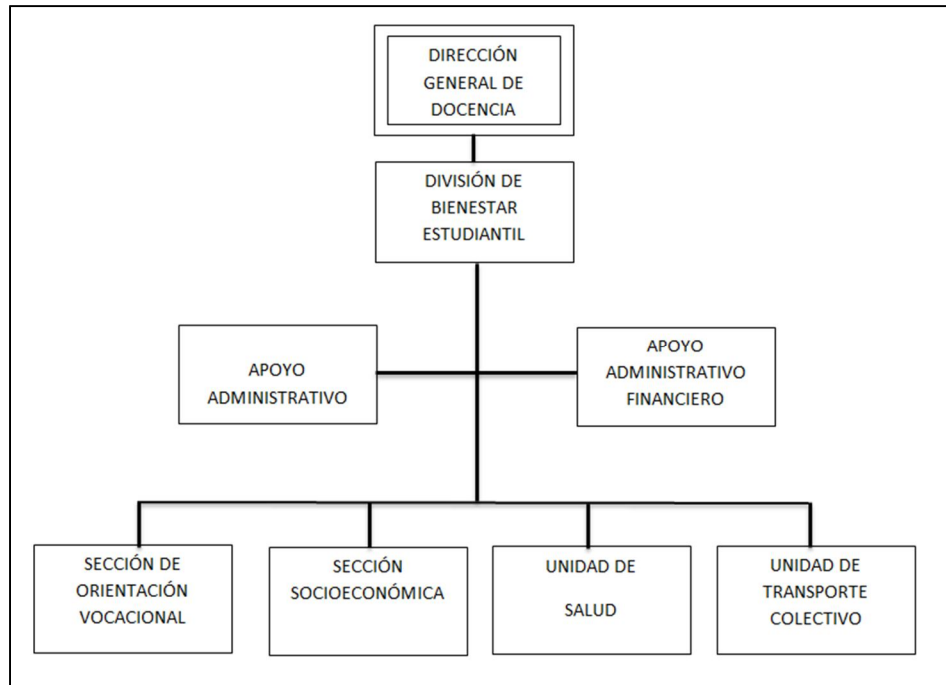 DIRECCIÓN
GENERAL DE
DOCENCIA
DIVISIÓN DE
BIENESTAR
ESTUDIANTIL
APOYO
ADMINISTRATIVO
APOYO
ADMINISTRATIVO
FINANCIERO
SECCIÓN DE
ORIENTACIÓN
VOCACIONAL
SECCIÓN
SOCIOECONÓMICA
UNIDAD DE
SALUD
UNIDAD DE
TRANSPORTE
COLECTIVO